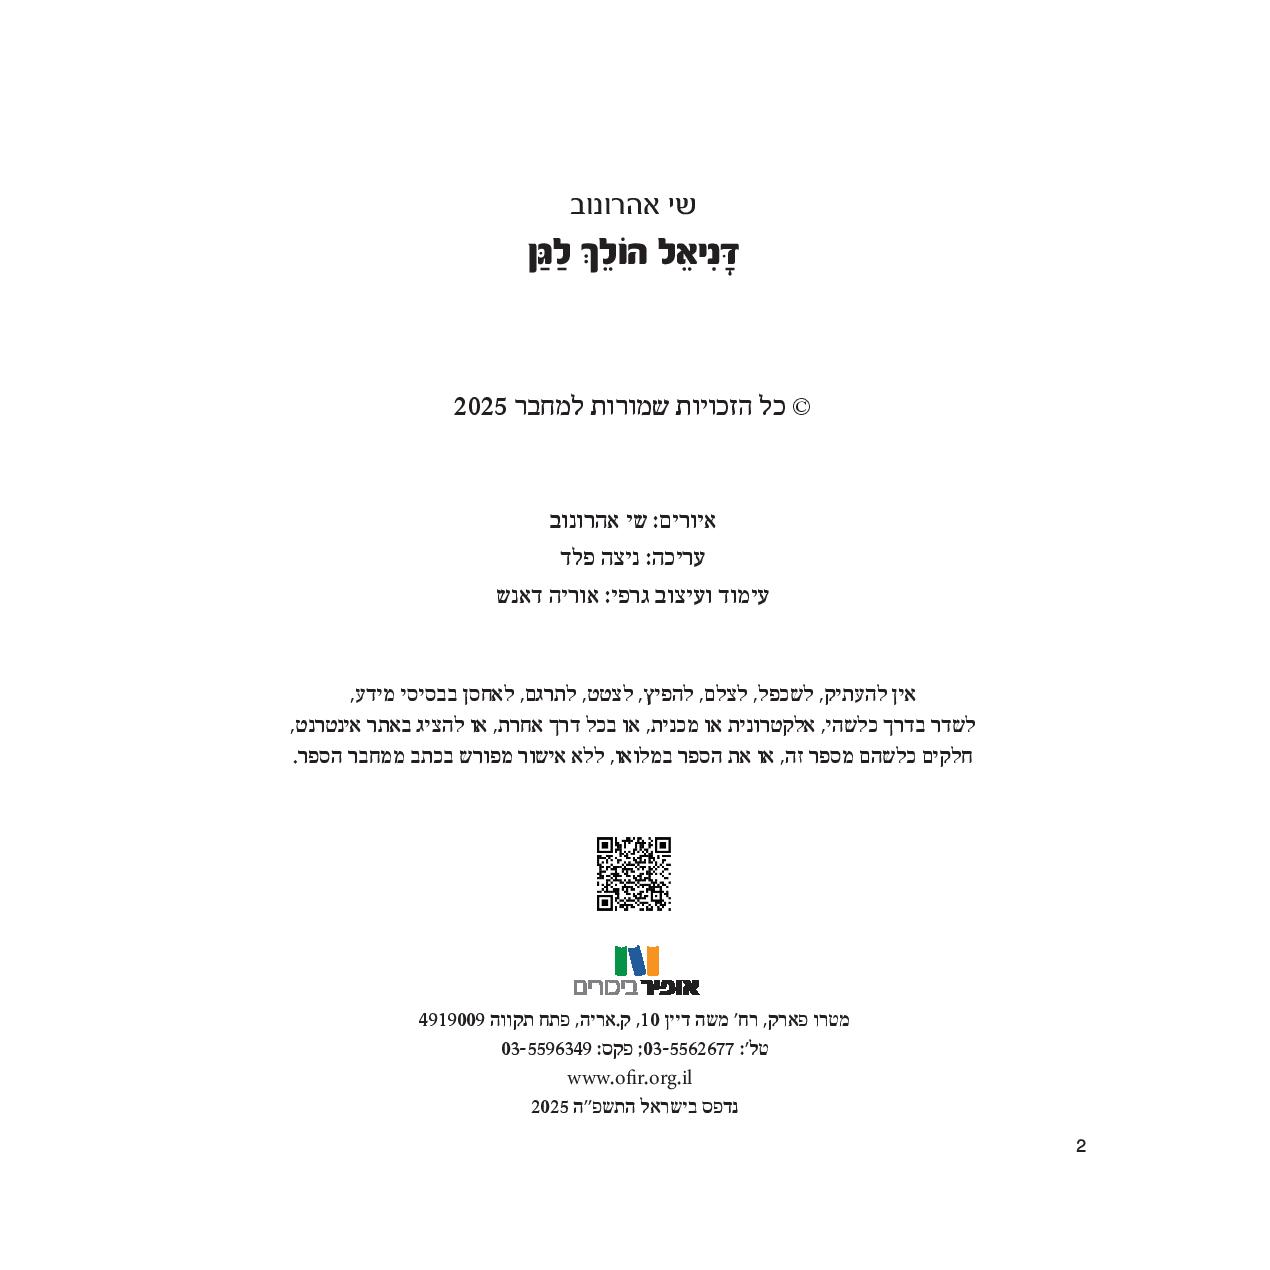 שי אהרונוב
דָּנִיאֵל הוֹלֵךְ לַגַּן
© כל הזכויות שמורות למחבר 2025
איורים: שי אהרונוב
עריכה: ניצה פלד
עימוד ועיצוב גרפי: אוריה דאנש
אין להעתיק, לשכפל, לצלם, להפיץ, לצטט, לתרגם, לאחסן בבסיסי מידע,
לשדר בדרך כלשהי, אלקטרונית או מכנית, או בכל דרך אחרת, או להציג באתר אינטרנט,
חלקים כלשהם מספר זה, או את הספר במלואו, ללא אישור מפורש בכתב ממחבר הספר.
אופיר ביכורים
מטרו פארק, רח' משה דיין 10, ק.אריה, פתח תקווה 4919009
טל': 03-5562677; פקס: 03-5596349
www.ofir.org.il
נדפס בישראל התשפ"ה 2025
2